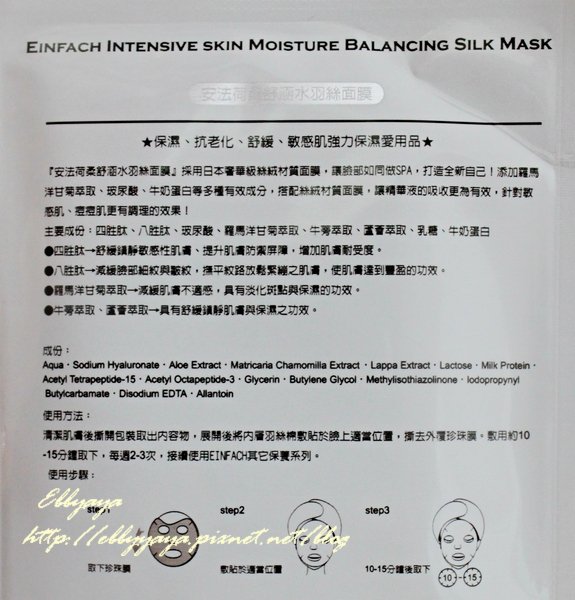 EINFACH INTENSIVE SKIN MOISTURE BALANCING SILK MASK
安法荷柔舒涵水羽絲面膜
★保濕、抗老化、舒緩、敏感肌強力保濕愛用品★
『安法荷柔舒涵水羽絲面膜』採用日本奢華級絲絨材質面膜，讓臉部如同做SPA，打造全新自己！添加羅馬
洋甘菊萃取、玻尿酸、牛奶蛋白等多種有效成分，搭配絲絨材質面膜，讓精華液的吸收更為有效，針對敏
感肌、痘痘肌更有調理的效果！
主要成份：四胜肽、八胜肽、玻尿酸、羅馬洋甘菊萃取、牛蒡萃取、蘆薈萃取、乳糖、牛奶蛋白
●四胜肽→舒緩鎮靜敏感性肌膚、提升肌膚防禦屏障，增加肌膚耐受度。
●八胜肽→減緩臉部細紋與皺紋，撫平紋路放鬆緊繃之肌膚，使肌膚達到豐盈的功效。
●羅馬洋甘菊萃取→減緩肌膚不適感，具有淡化斑點與保濕的功效。
●牛蒡萃取、蘆薈萃取→具有舒緩鎮靜肌膚與保濕之功效。
成份：
Aqua · Sodium Hyaluronate · Aloe Extract · Matricaria Chamomilla Extract · Lappa Extract · Lactose · Milk Protein ·
Acetyl Tetrapeptide-15 · Acetyl Octapeptide-3 · Glycerin · Butylene Glycol · Methylisothiazolinone · Iodopropynyl
Butylcarbamate · Disodium EDTA · Allantoin
使用方法：
清潔肌膚後撕開包裝取出內容物，展開後將內層羽絲棉敷貼於臉上適當位置，撕去外覆珍珠膜。敷用約10
-15分鐘取下，每週2-3次，接續使用EINFACH其它保養系列。
使用步驟：
Ebbyaya
step1 step2 step3
http://ebbyyaya.pixnet.net/blog
取下珍珠膜 敷貼於適當位置 10-15分鐘後取下
10 15